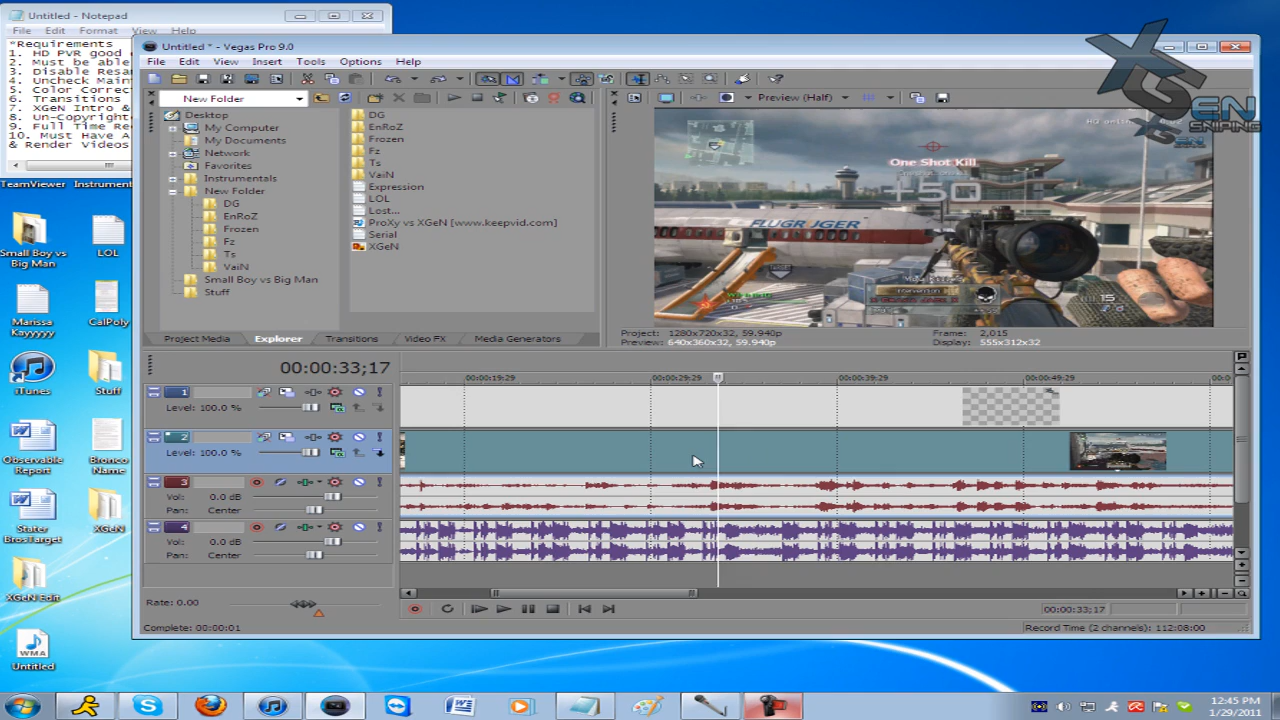 Untitled - Notepad
File Edit Format View Help
*Requirements
1. HD PVR good
2. Must be able
3. Disable Resa
4. Uncheck Main
5. Color Correc
6. Transitions
7. XGeN Intro &
8. Un-Copyright
9. Full Time Re
10. Must Have A
& Render Videos
TeamViewer
Instrument
Small Boy vs Big Man
LOL
Marissa Kayyyyy
CalPoly
iTunes
Stuff
Observable Report
Bronco Name
Stater BrosTarget
XGeN
XGeN Edit
WMA
Untitled
Untitled * - Vegas Pro 9.0
File Edit View Insert Tools Options Help
New Folder
Desktop
My Computer
My Documents
Network
Favorites
Instrumentals
New Folder
DG
EnRoZ
Frozen
Fz
Ts
VaiN
Small Boy vs Big Man
Stuff
DG
EnRoZ
Frozen
Fz
Ts
VaiN
Expression
LOL
Lost...
ProXy vs XGeN [www.keepvid.com]
Serial
XGeN
Project Media Explorer Transitions Video FX Media Generators
Preview (Half)
One Shot Kill
+50
FLUGR JGER
15
XGEN
SNIPING
Project: 1280x720x32, 59.940p
Frame: 2,015
Preview: 640x360x32, 59.940p
Display: 555x312x32
00:00:33;17
00:00:19:29 00:00:29:29 00:00:39:29 00:00:49:29
1
Level: 100.0 %
2
Level: 100.0 %
3
Vol: 0.0 dB
Pan: Center
4
Vol: 0.0 dB
Pan: Center
Rate: 0.00
00:00:33;17
Complete: 00:00:01
Record Time (2 channels): 112:08:00
12:45 PM
1/29/2011